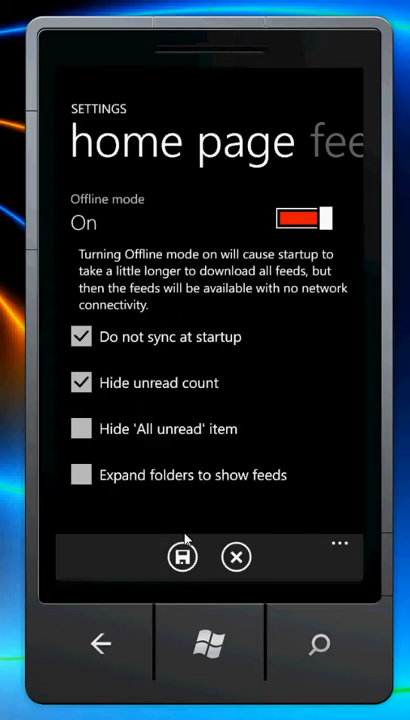 SETTINGS
home page fee
Offline mode
On
Turning Offline mode on will cause startup to
take a little longer to download all feeds, but
then the feeds will be available with no network
connectivity.
Do not sync at startup
Hide unread count
Hide 'All unread' item
Expand folders to show feeds